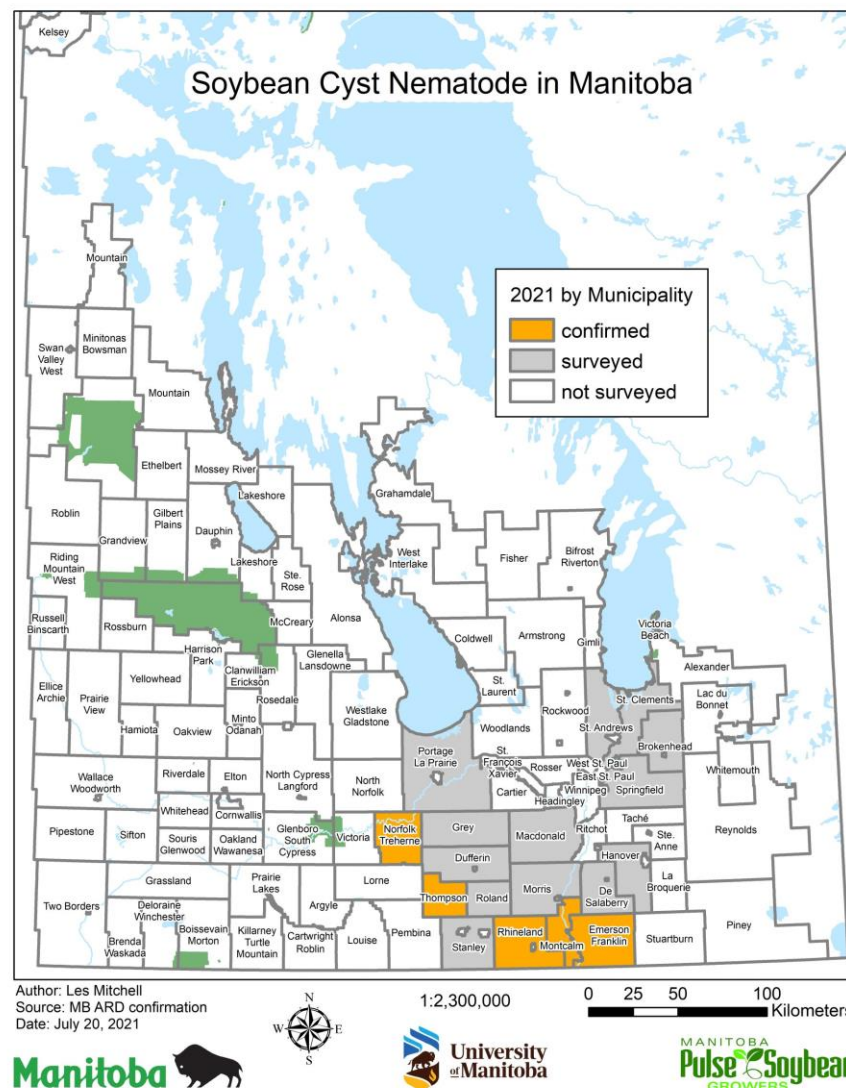 Kelsey
Soybean Cyst Nematode in Manitoba
Mountain
2021 by Municipality
confirmed
surveyed
not surveyed
Minitonas
Bowsman
Swan
Valley
West
Mountain
Ethelbert
Mossey River
Lakeshore
Grahamdale
Roblin
Gilbert
Plains
Grandview
Dauphin
Lakeshore
West
Interlake
Fisher
Bifrost
Riverton
Riding
Mountain
West
Ste.
Rose
Russell
Binscarth
Rossburn
McCreary
Alonsa
Armstrong
Gimli
Victoria
Beach
Harrison
Park
Coldwell
Alexander
Clanwilliam
Erickson
Glenella
Lansdowne
St.
Laurent
Ellice
Archie
Prairie
View
Yellowhead
Rosedale
Westlake
Gladstone
Rockwood
St. Clements
Lac du
Bonnet
Hamiota
Oakview
Minto
Odanah
Woodlands
St. Andrews
Portage
La Prairie
St.
François
Xavier
Rosser
West St. Paul
East St. Paul
Brokenhead
Whitemouth
Wallace
Woodworth
Riverdale
Elton
North Cypress
Langford
North
Norfolk
Cartier
Headingley
Winnipeg
Springfield
Whitehead
Cornwallis
Pipestone
Sifton
Souris
Glenwood
Oakland
Wawanesa
Glenboro
South
Cypress
Victoria
Norfolk
Treherne
Grey
Macdonald
Ritchot
Taché
Ste.
Anne
Reynolds
Dufferin
Hanover
Grassland
Prairie
Lakes
Lorne
La
Broquerie
Two Borders
Deloraine
Winchester
Argyle
Thompson
Roland
Morris
De
Salaberry
Boissevain
Morton
Brenda
Waskada
Killarney
Turtle
Mountain
Cartwright
Roblin
Louise
Pembina
Stanley
Rhineland
Montcalm
Emerson
Franklin
Stuartburn
Piney
Author: Les Mitchell
Source: MB ARD confirmation
Date: July 20, 2021
N
W
E
S
1:2,300,000
0 25 50 100
Kilometers
Manitoba
University
of Manitoba
MANITOBA
Pulse Soybean
GROWERS